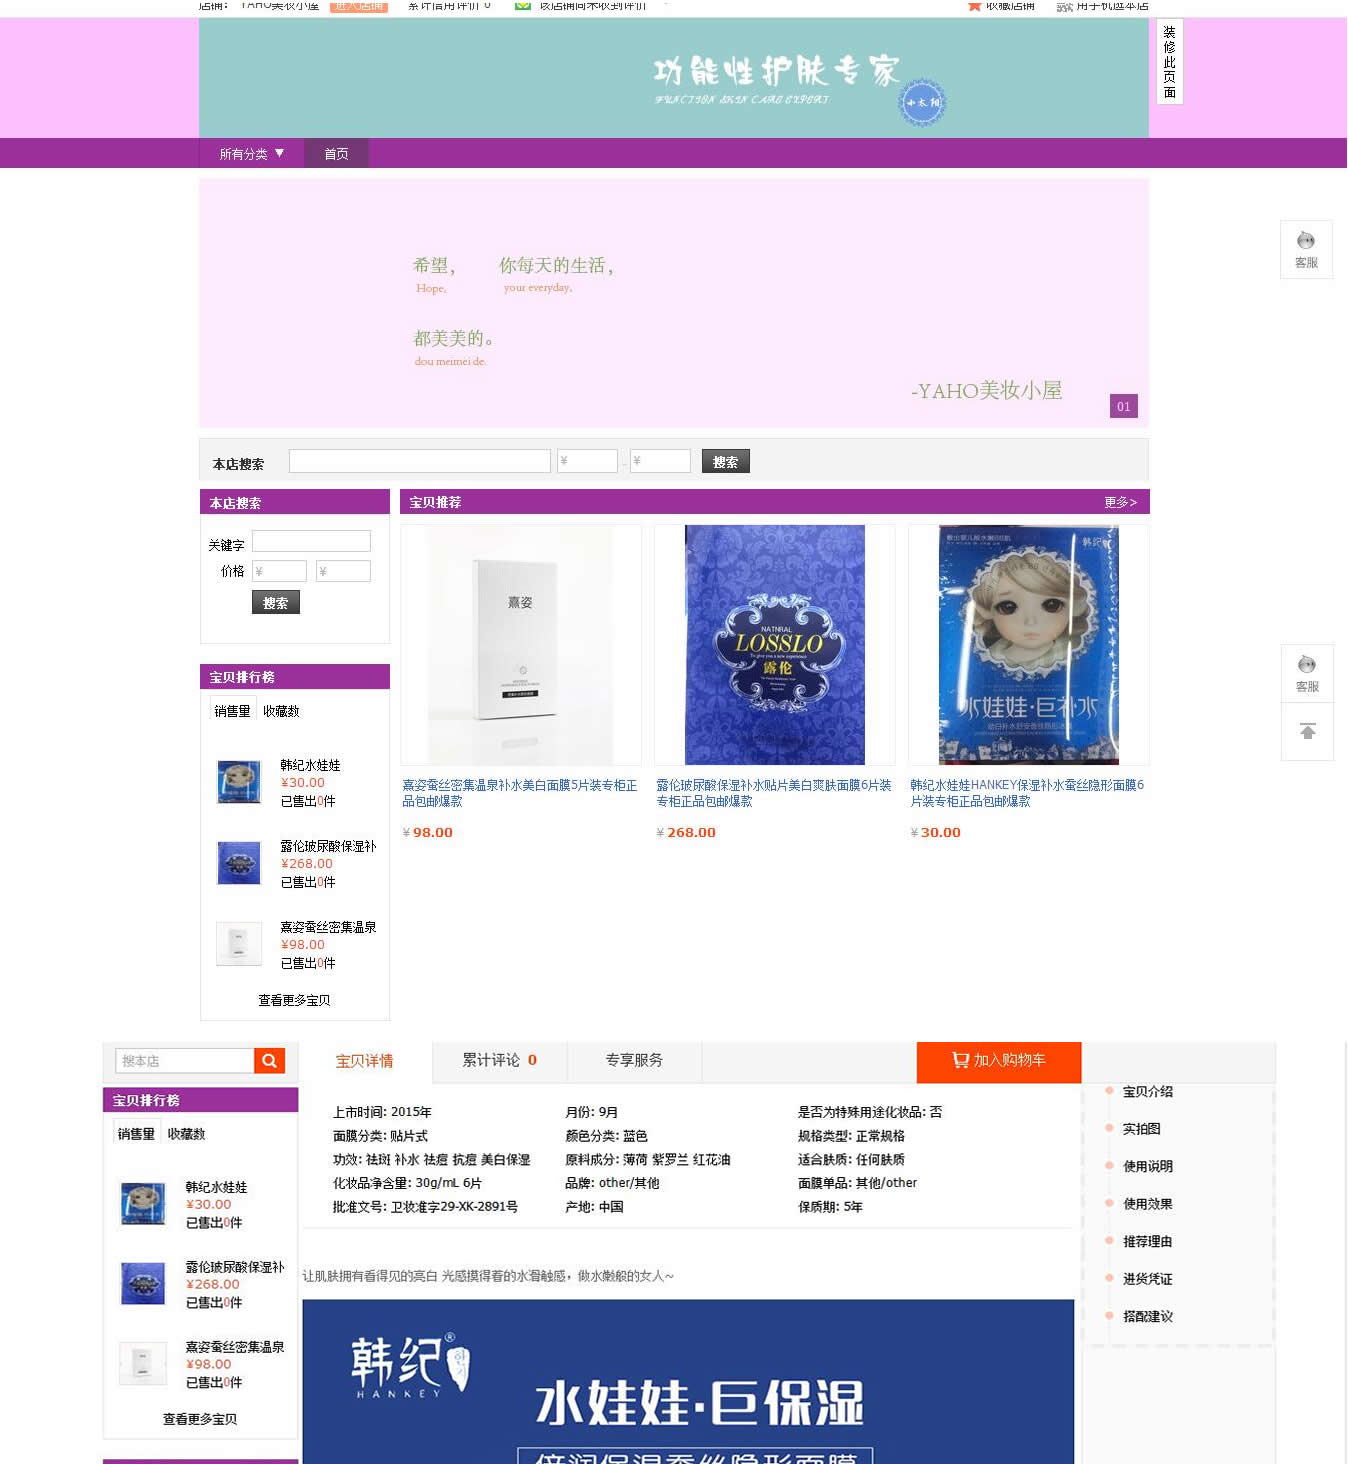 店铺： YAHO美妆小屋 进入店铺 累计信用评价 0 该店铺尚未收到评价 收藏店铺 用手机逛本店
装修此页面
功能性护肤专家
FUNCTION SKIN CARE EXPERT
小太阳
所有分类 ▼ 首页
希望， 你每天的生活，
Hope, your everyday,
都美美的。
dou meimei de.
-YAHO美妆小屋
01
客服
本店搜索 ¥ - ¥ 搜索
本店搜索
关键字
价格 ¥ ¥
搜索
宝贝推荐 更多>
熹姿
NATNRAL
LOSSLO
露伦
韩纪
水娃娃·巨补水
客服
熹姿蚕丝密集温泉补水美白面膜5片装专柜正
品包邮爆款
¥ 98.00
露伦玻尿酸保湿补水贴片美白爽肤面膜6片装
专柜正品包邮爆款
¥ 268.00
韩纪水娃娃HANKEY保湿补水蚕丝隐形面膜6
片装专柜正品包邮爆款
¥ 30.00
宝贝排行榜
销售量 收藏数
韩纪水娃娃
¥30.00
已售出0件
露伦玻尿酸保湿补
¥268.00
已售出0件
熹姿蚕丝密集温泉
¥98.00
已售出0件
查看更多宝贝
搜本店
宝贝详情 累计评论 0 专享服务 加入购物车
宝贝排行榜
销售量 收藏数
韩纪水娃娃
¥30.00
已售出0件
露伦玻尿酸保湿补
¥268.00
已售出0件
熹姿蚕丝密集温泉
¥98.00
已售出0件
查看更多宝贝
上市时间: 2015年 月份: 9月 是否为特殊用途化妆品: 否
面膜分类: 贴片式 颜色分类: 蓝色 规格类型: 正常规格
功效: 祛斑 补水 祛痘 抗痘 美白保湿 原料成分: 薄荷 紫罗兰 红花油 适合肤质: 任何肤质
化妆品净含量: 30g/mL 6片 品牌: other/其他 面膜单品: 其他/other
批准文号: 卫妆准字29-XK-2891号 产地: 中国 保质期: 5年
让肌肤拥有看得见的亮白 光感摸得着的水滑触感，做水嫩般的女人~
韩纪®
HANKEY
水娃娃·巨保湿
倍润保湿蚕丝隐形面膜
宝贝介绍
实拍图
使用说明
使用效果
推荐理由
进货凭证
搭配建议